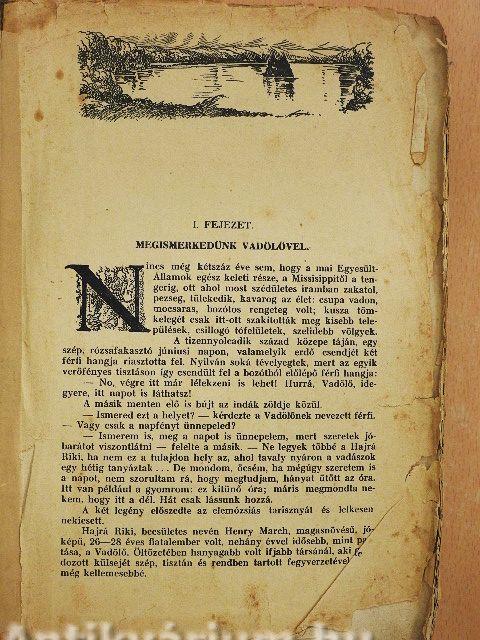 I. FEJEZET.
MEGISMERKEDÜNK VADÖLŐVEL.
Nincs még kétszáz éve sem, hogy a mai Egyesült-
Államok egész keleti része, a Missisippitől a ten-
gerig, ott ahol most szédületes iramban zakatol,
pezseg, tülekedik, kavarog az élet: csupa vadon,
mocsaras, bozótos rengeteg volt; kusza töm-
kelegét csak itt-ott szakították meg kisebb tele-
pülések, csillogó tófelületek, szelidebb völgyek.
A tizennyolcadik század közepe táján, egy
szép, rózsafakasztó júniusi napon, valamelyik erdő csendjét két
férfi hangja riasztotta fel. Nyilván soká tévelyegtek, mert az egyik
verőfényes tisztáson így csendült fel a bozótból előlépő férfi hangja:
— No, végre itt már lélekzeni is lehet! Hurrá, Vadölő, ide-
gyere, itt napot is láthatsz!
A másik menten elő is bújt az indák zöldje közül.
— Ismered ezt a helyet? — kérdezte a Vadölőnek nevezett férfi.
— Vagy csak a napfényt ünnepeled?
— Ismerem is, meg a napot is ünnepelem, mert szeretek jó-
barátot viszontlátni — felelte a másik. — Ne legyek többé a Hajrá
Riki, ha nem ez a tulajdon hely az, ahol tavaly nyáron a vadászok
egy hétig tanyáztak . . . De mondom, öcsém, ha mégúgy szeretem is
a napot, nem szorultam rá, hogy megtudjam, hányat ütött az óra.
Itt van például a gyomrom: ez kitünő óra; máris megmondta ne-
kem, hogy itt a dél. Hát csak lássunk hozzá.
A két legény előszedte az elemózsiás tarisznyát és lelkesen
nekiesett.
Hajrá Riki, becsületes nevén Henry March, magasnövésű, jó-
képű, 26—28 éves fiatalember volt, nehány évvel idősebb, mint
tása, a Vadölő. Öltözetében hanyagabb volt ifjabb társánál, aki
dozott külsejét szép, tisztán és rendben tartott fegyverzetével
még kellemesebbé.
Antikvárium.hu